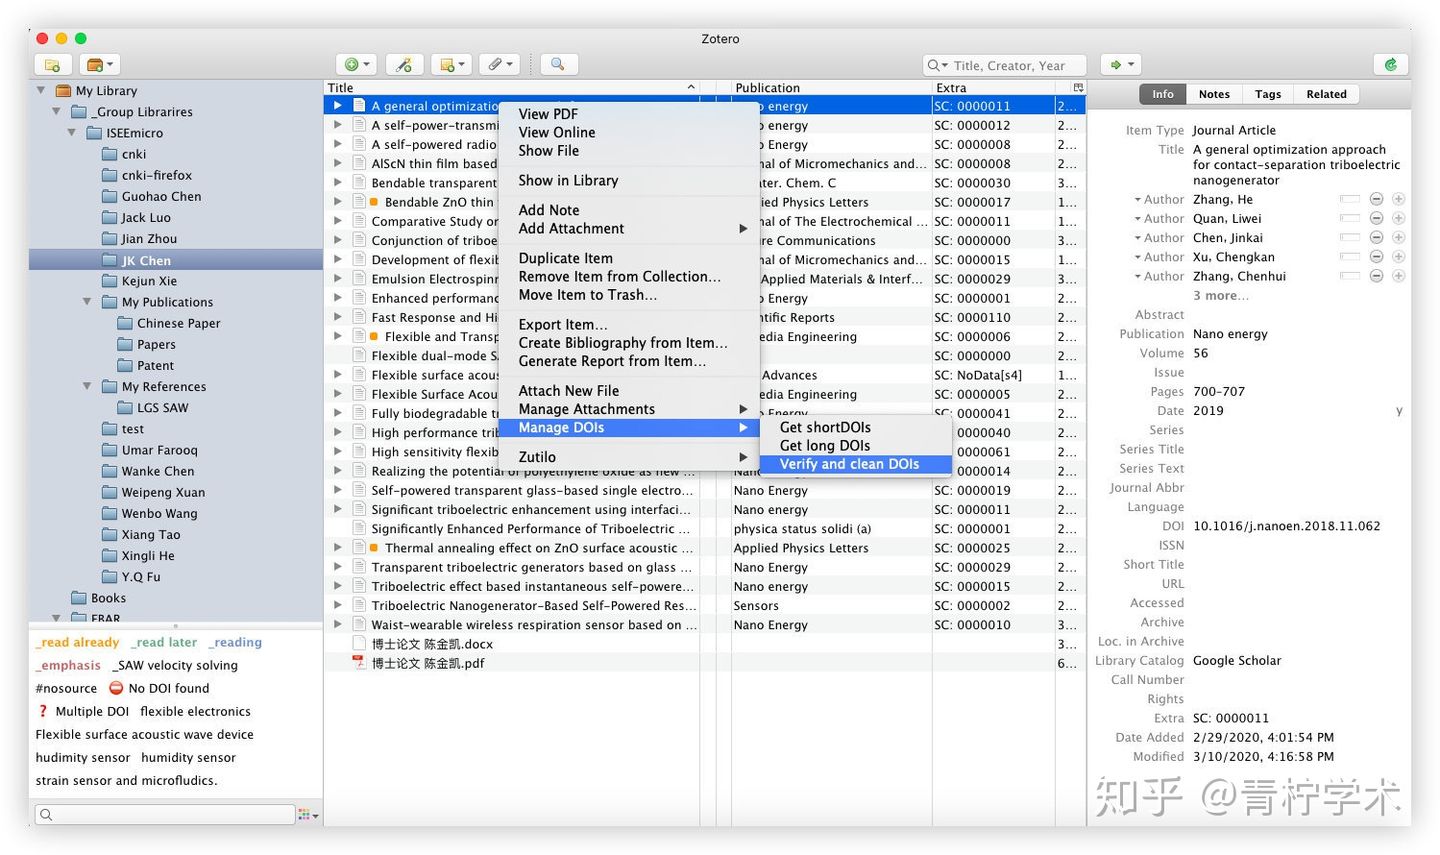 Zotero
Title, Creator, Year
My Library
_Group Librarires
ISEEmicro
cnki
cnki-firefox
Guohao Chen
Jack Luo
Jian Zhou
JK Chen
Kejun Xie
My Publications
Chinese Paper
Papers
Patent
My References
LGS SAW
test
Umar Farooq
Wanke Chen
Weipeng Xuan
Wenbo Wang
Xiang Tao
Xingli He
Y.Q Fu
Books
FBAR
_read already _read later _reading
_emphasis _SAW velocity solving
#nosource No DOI found
Multiple DOI flexible electronics
Flexible surface acoustic wave device
hudimity sensor humidity sensor
strain sensor and microfludics.
Title Publication Extra
A general optimizatio energy SC: 0000011 2...
A self-power-transmi o energy SC: 0000012 2...
A self-powered radio o Energy SC: 0000008 2...
AlScN thin film based al of Micromechanics and... SC: 0000008 2...
Bendable transparent ater. Chem. C SC: 0000030 3...
Bendable ZnO thin ied Physics Letters SC: 0000017 1...
Comparative Study o al of The Electrochemical ... SC: 0000011 1...
Conjunction of triboe re Communications SC: 0000000 3...
Development of flexib al of Micromechanics and... SC: 0000015 3...
Emulsion Electrospin Applied Materials & Interf... SC: 0000029 3...
Enhanced performanc o Energy SC: 0000001 2...
Fast Response and Hi ntific Reports SC: 0000110 2...
Flexible and Transp edia Engineering SC: 0000006 2...
Flexible dual-mode S SC: 0000000 2...
Flexible surface acous Advances SC: NoData[s4] 1...
Flexible Surface Acou edia Engineering SC: 0000005 2...
Fully biodegradable t o Energy SC: 0000041 2...
High performance trib 0000040 2...
High sensitivity flexib 0000061 2...
Realizing the potential of polyethylene oxide as new ... Nano Energy SC: 0000014 2...
Self-powered transparent glass-based single electro... Nano Energy SC: 0000019 2...
Significant triboelectric enhancement using interfaci... Nano energy SC: 0000011 2...
Significantly Enhanced Performance of Triboelectric ... physica status solidi (a) SC: 0000001 2...
Thermal annealing effect on ZnO surface acoustic ... Applied Physics Letters SC: 0000025 2...
Transparent triboelectric generators based on glass ... Nano energy SC: 0000029 2...
Triboelectric effect based instantaneous self-powere... Nano energy SC: 0000015 2...
Triboelectric Nanogenerator-Based Self-Powered Res... Sensors SC: 0000002 2...
Waist-wearable wireless respiration sensor based on ... Nano Energy SC: 0000010 3...
博士论文 陈金凯.docx 3...
博士论文 陈金凯.pdf 6...
View PDF
View Online
Show File
Show in Library
Add Note
Add Attachment
Duplicate Item
Remove Item from Collection...
Move Item to Trash...
Export Item...
Create Bibliography from Item...
Generate Report from Item...
Attach New File
Manage Attachments
Manage DOIs
Zutilo
Get shortDOIs
Get long DOIs
Verify and clean DOIs
Info Notes Tags Related
Item Type Journal Article
Title A general optimization approach
for contact-separation triboelectric
nanogenerator
Author Zhang, He
Author Quan, Liwei
Author Chen, Jinkai
Author Xu, Chengkan
Author Zhang, Chenhui
3 more...
Abstract
Publication Nano energy
Volume 56
Issue
Pages 700-707
Date 2019 y
Series
Series Title
Series Text
Journal Abbr
Language
DOI 10.1016/j.nanoen.2018.11.062
ISSN
Short Title
URL
Accessed
Archive
Loc. in Archive
Library Catalog Google Scholar
Call Number
Rights
Extra SC: 0000011
Date Added 2/29/2020, 4:01:54 PM
Modified 3/10/2020, 4:16:58 PM
知乎 @青柠学术